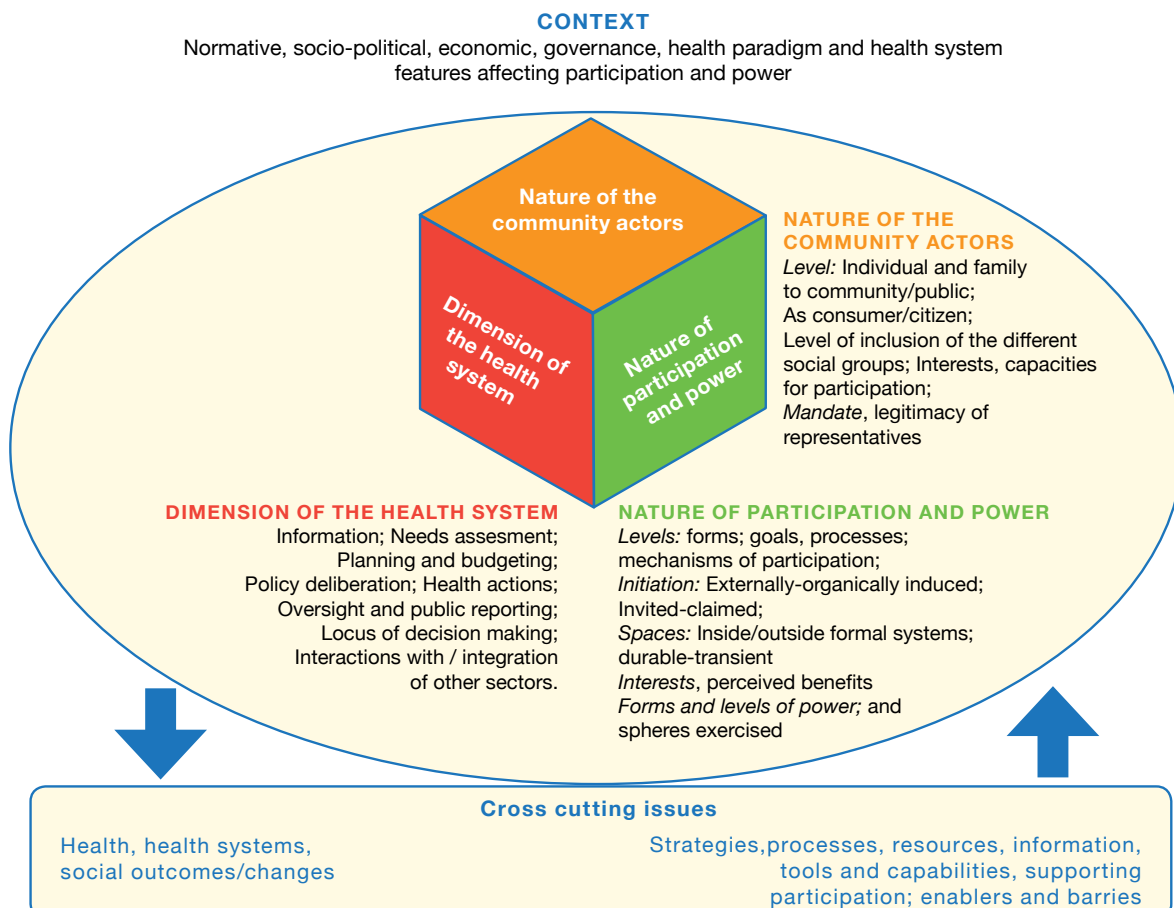 CONTEXT
Normative, socio-political, economic, governance, health paradigm and health system
features affecting participation and power
Nature of the
community actors
Dimension of
the health
system
Nature of
participation
and power
NATURE OF THE
COMMUNITY ACTORS
Level: Individual and family
to community/public;
As consumer/citizen;
Level of inclusion of the different
social groups; Interests, capacities
for participation;
Mandate, legitimacy of
representatives
DIMENSION OF THE HEALTH SYSTEM
Information; Needs assesment;
Planning and budgeting;
Policy deliberation; Health actions;
Oversight and public reporting;
Locus of decision making;
Interactions with / integration
of other sectors.
NATURE OF PARTICIPATION AND POWER
Levels: forms; goals, processes;
mechanisms of participation;
Initiation: Externally-organically induced;
Invited-claimed;
Spaces: Inside/outside formal systems;
durable-transient
Interests, perceived benefits
Forms and levels of power; and
spheres exercised
Cross cutting issues
Health, health systems,
social outcomes/changes
Strategies,processes, resources, information,
tools and capabilities, supporting
participation; enablers and barries